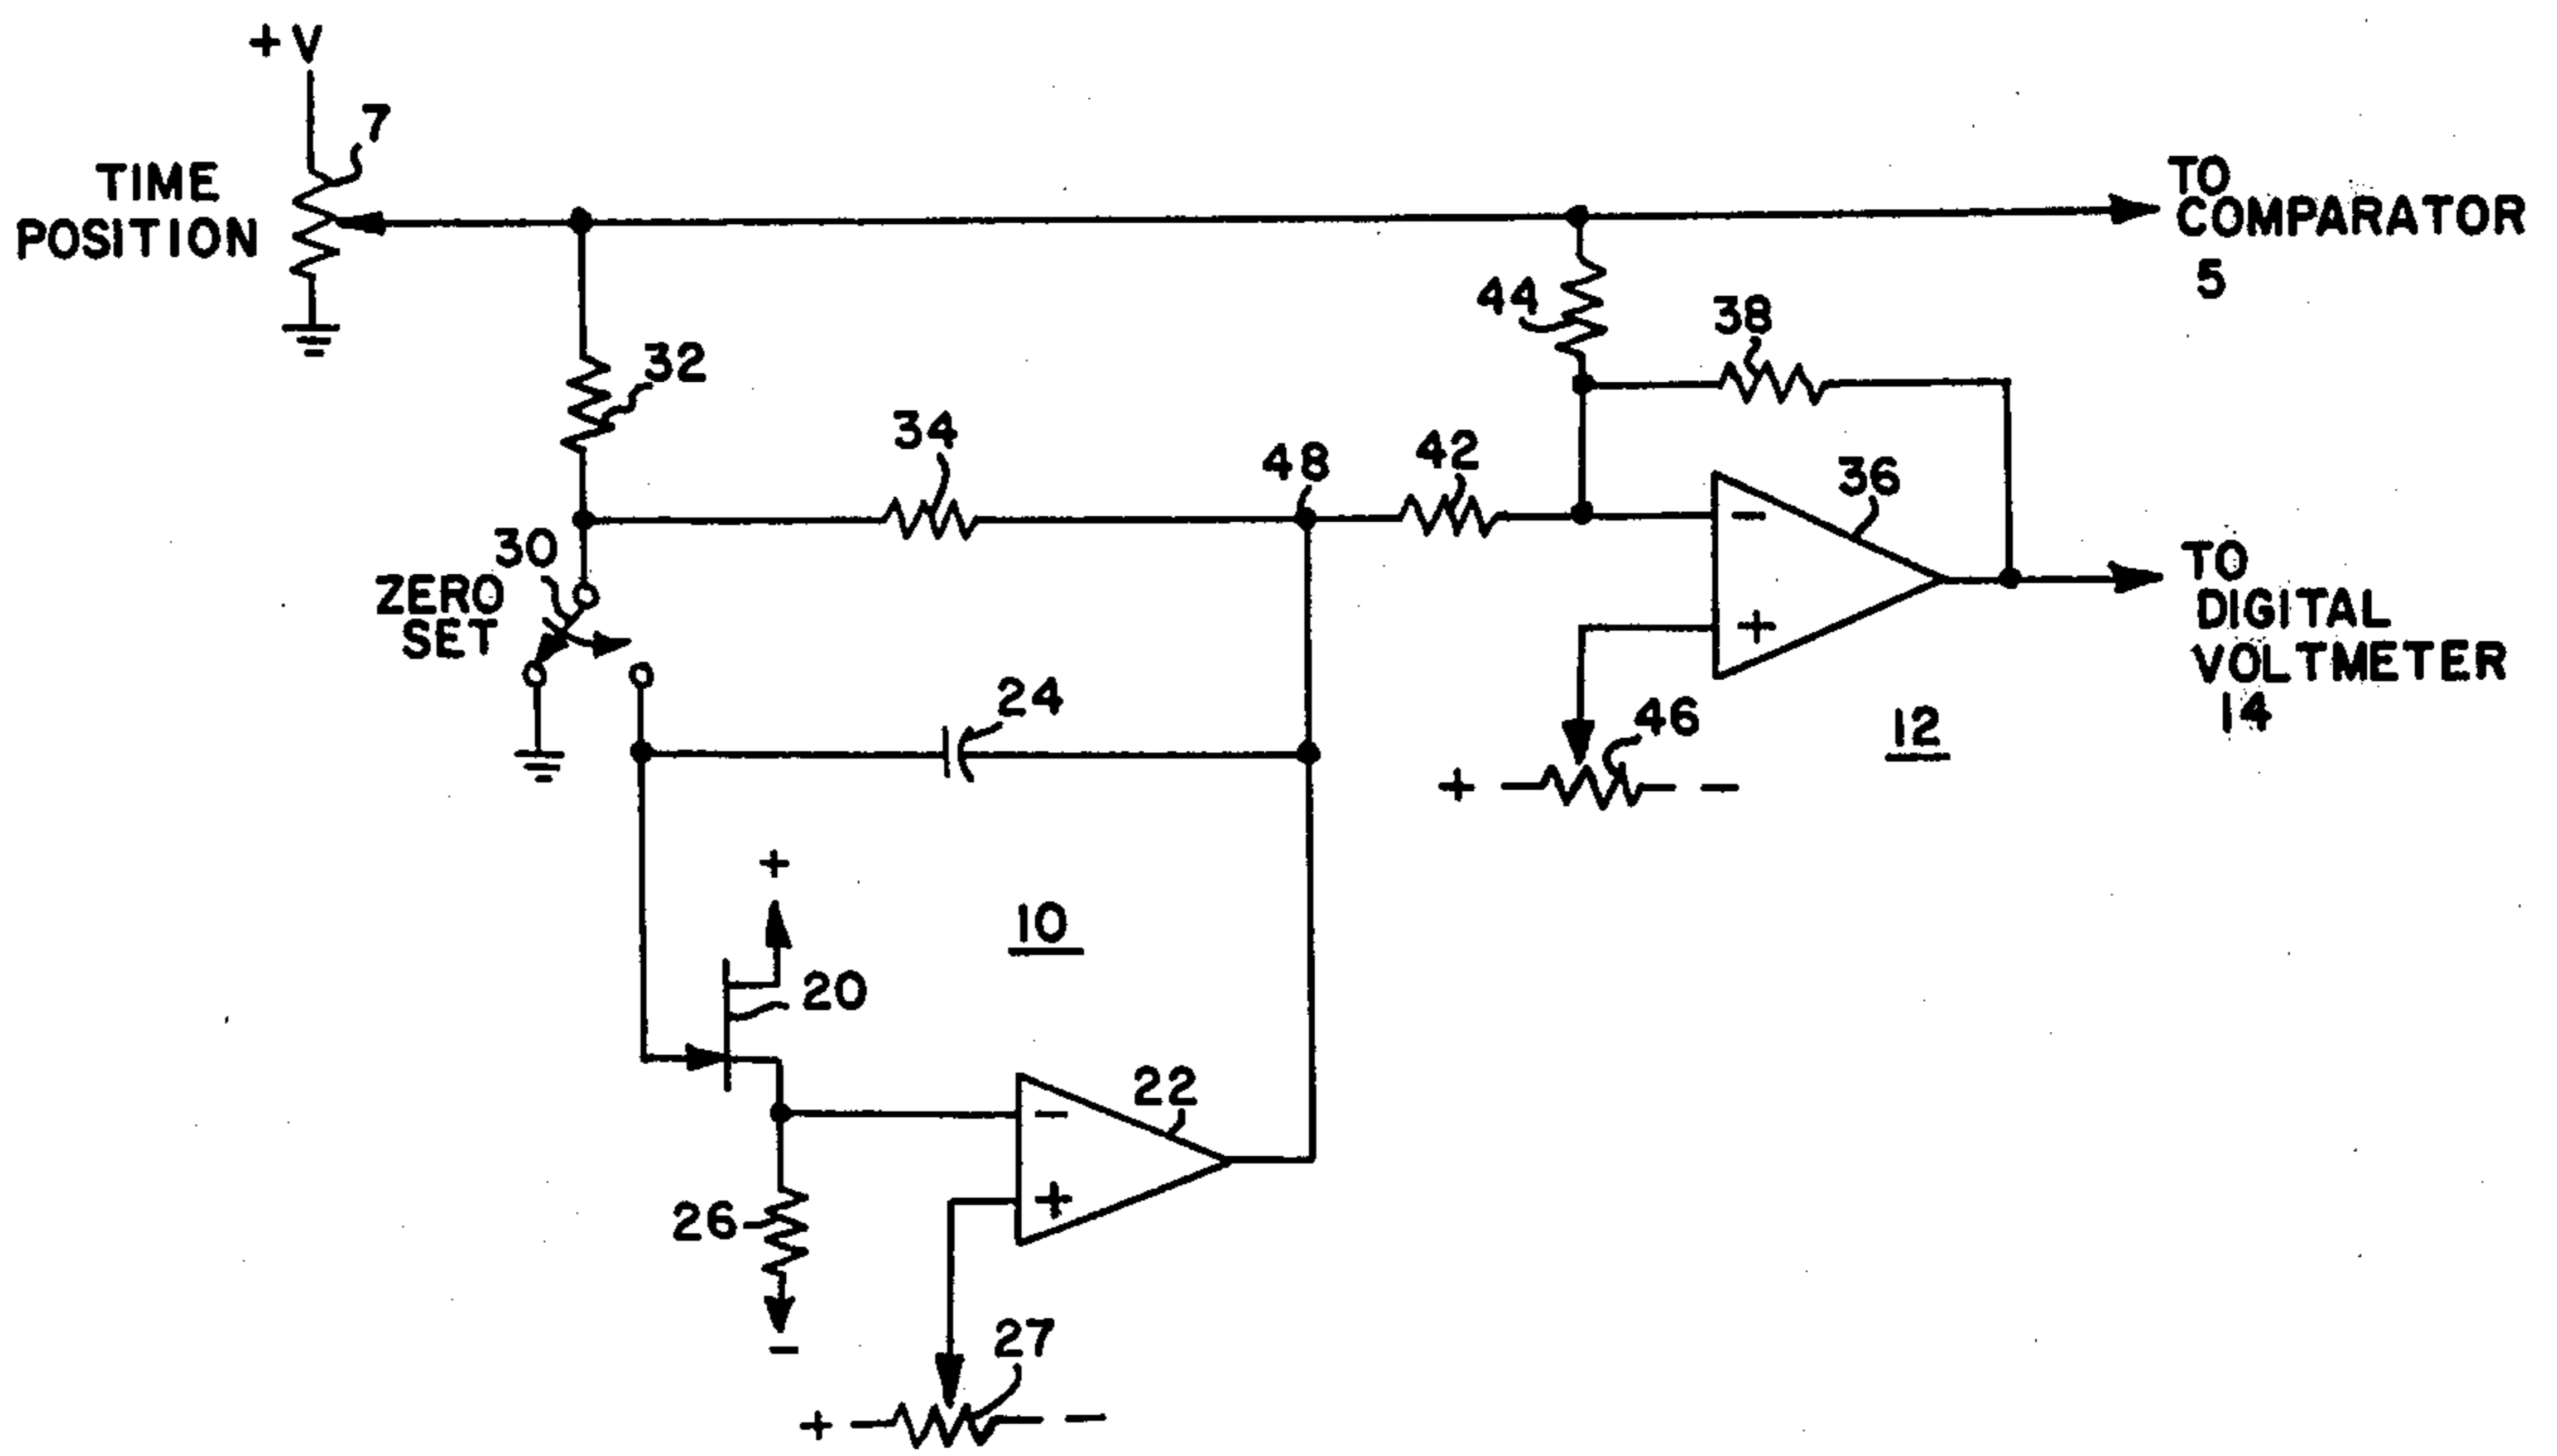 +V
7
TIME
POSITION
TO
COMPARATOR
5
44
38
32
34
48
42
36
30
ZERO
SET
TO
DIGITAL
VOLTMETER
14
24
46
12
+ -
+
10
20
22
-
+
-
+
26
27
-
+ -